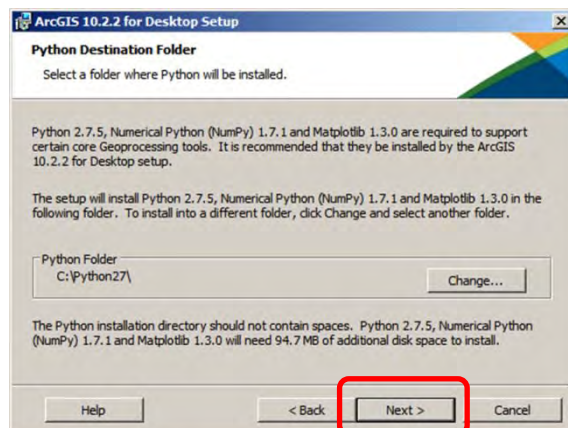 ArcGIS 10.2.2 for Desktop Setup
Python Destination Folder
Select a folder where Python will be installed.
Python 2.7.5, Numerical Python (NumPy) 1.7.1 and Matplotlib 1.3.0 are required to support
certain core Geoprocessing tools. It is recommended that they be installed by the ArcGIS
10.2.2 for Desktop setup.
The setup will install Python 2.7.5, Numerical Python (NumPy) 1.7.1 and Matplotlib 1.3.0 in the
following folder. To install into a different folder, click Change and select another folder.
Python Folder
C:\Python27\
Change...
The Python installation directory should not contain spaces. Python 2.7.5, Numerical Python
(NumPy) 1.7.1 and Matplotlib 1.3.0 will need 94.7 MB of additional disk space to install.
Help
< Back
Next >
Cancel